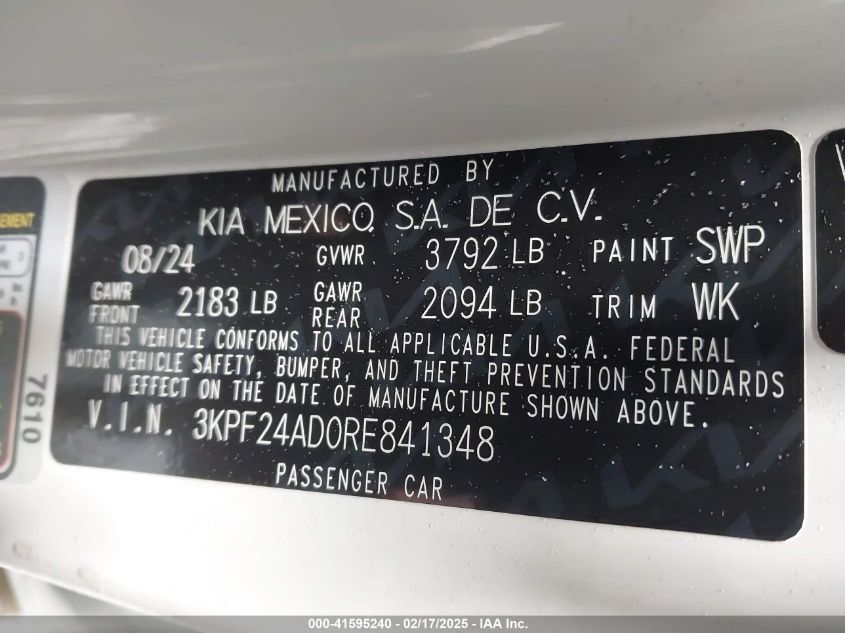 MANUFACTURED BY
KIA MEXICO, S.A. DE C.V.
08/24 GVWR 3792 LB PAINT SWP
GAWR FRONT 2183 LB GAWR REAR 2094 LB TRIM WK
THIS VEHICLE CONFORMS TO ALL APPLICABLE U.S.A. FEDERAL
MOTOR VEHICLE SAFETY, BUMPER, AND THEFT PREVENTION STANDARDS
IN EFFECT ON THE DATE OF MANUFACTURE SHOWN ABOVE.
V.I.N. 3KPF24AD0RE841348
PASSENGER CAR
7610
000-41595240 - 02/17/2025 - IAA Inc.